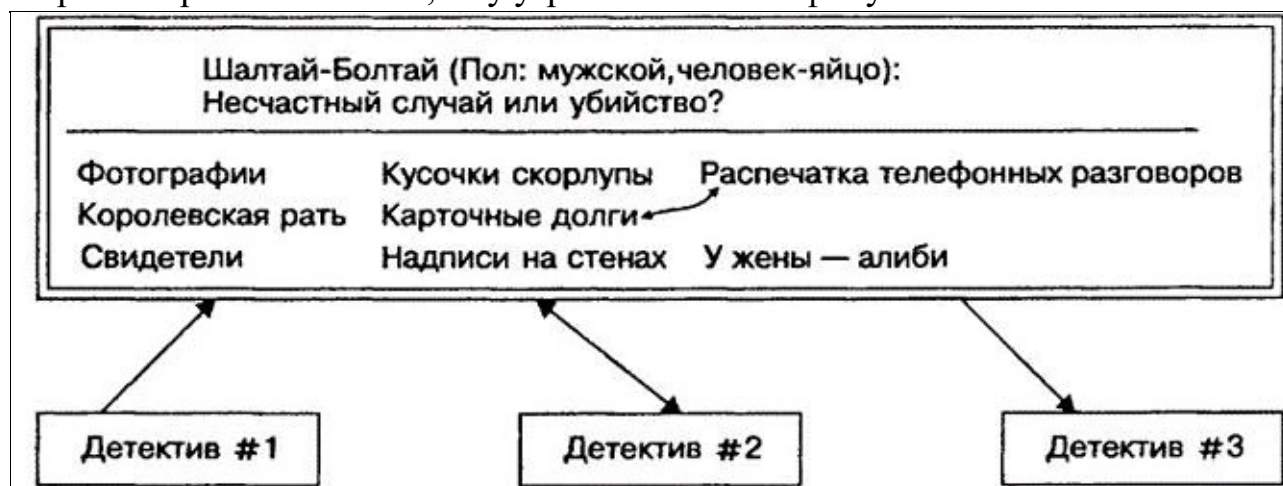 Шалтай-Болтай (Пол: мужской,человек-яйцо):
Несчастный случай или убийство?
Фотографии Кусочки скорлупы Распечатка телефонных разговоров
Королевская рать Карточные долги
Свидетели Надписи на стенах У жены — алиби
Детектив #1 Детектив #2 Детектив #3